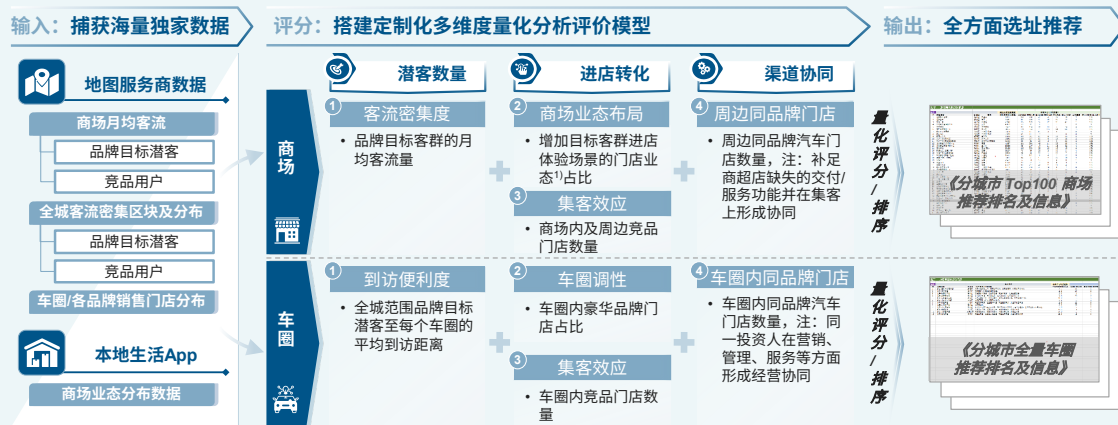 输入：捕获海量独家数据
地图服务商数据
商场月均客流
品牌目标潜客
竞品用户
全城客流密集区块及分布
品牌目标潜客
竞品用户
车圈/各品牌销售门店分布
本地生活App
商场业态分布数据
评分：搭建定制化多维度量化分析评价模型
潜客数量
进店转化
渠道协同
商场
1 客流密集度
• 品牌目标客群的月
均客流量
2 商场业态布局
• 增加目标客群进店
体验场景的门店业
态1)占比
3 集客效应
• 商场内及周边竞品
门店数量
4 周边同品牌门店
• 周边同品牌汽车门
店数量，注：补足
商超店缺失的交付/
服务功能并在集客
上形成协同
车圈
1 到访便利度
• 全城范围品牌目标
潜客至每个车圈的
平均到访距离
2 车圈调性
• 车圈内豪华品牌门
店占比
3 集客效应
• 车圈内竞品门店数
量
4 车圈内同品牌门店
• 车圈内同品牌汽车
门店数量，注：同
一投资人在营销、
管理、服务等方面
形成经营协同
量化评分/排序
量化评分/排序
输出：全方面选址推荐
《分城市 Top100 商场
推荐排名及信息》
《分城市全量车圈
推荐排名及信息》